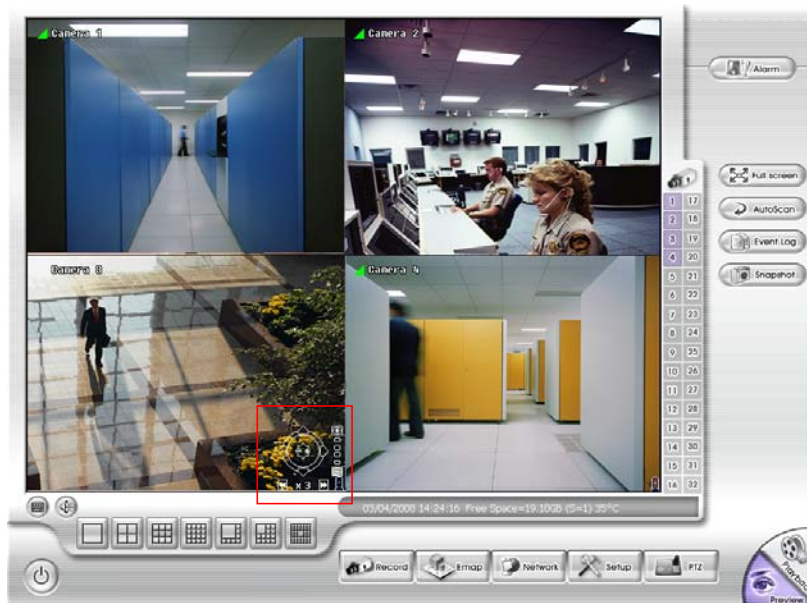 Camera 1
Camera 2
Alarm
Full screen
AutoScan
Event Log
Snapshot
1 17
2 18
3 19
4 20
5 21
6 22
7 23
8 24
9 25
10 26
11 27
12 28
13 29
14 30
15 31
16 32
Camera 8
Camera 4
x 3
03/04/2008 14:24:16 Free Space=19.10GB (S=1) 35°C
Record
Emap
Network
Setup
PTZ
Playback
Preview